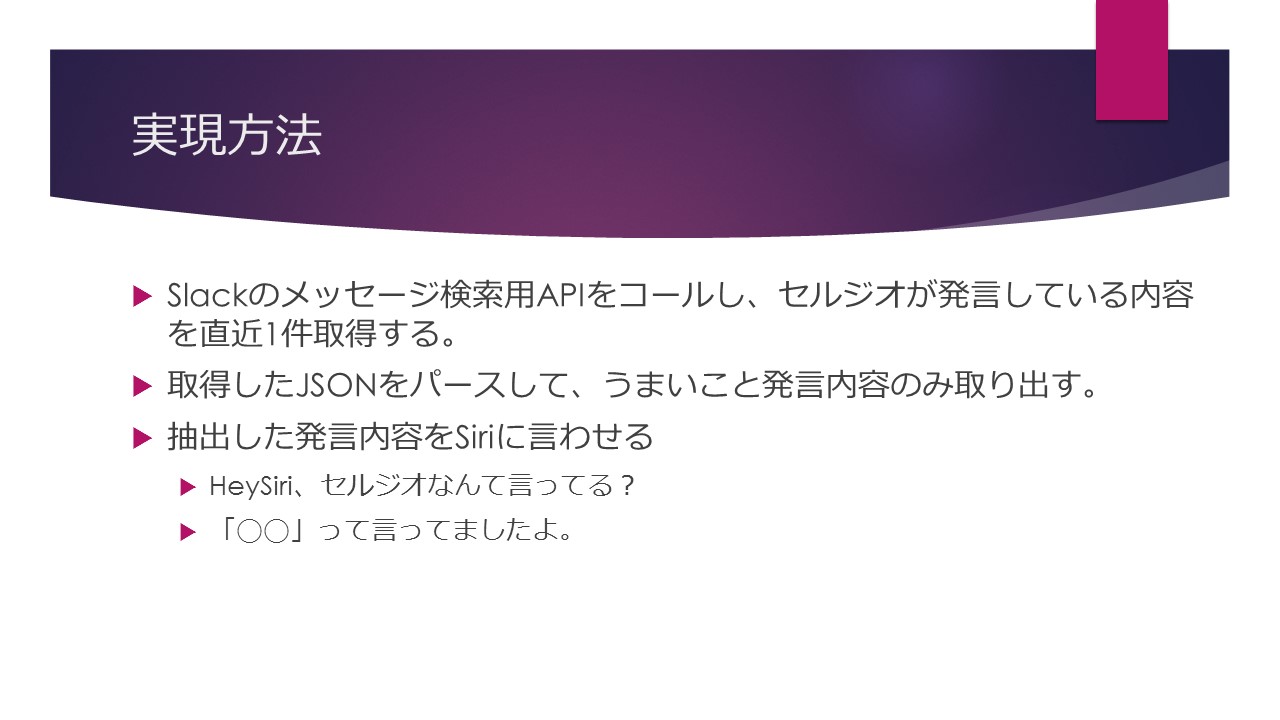 実現方法
Slackのメッセージ検索用APIをコールし、セルジオが発言している内容
を直近1件取得する。
取得したJSONをパースして、うまいこと発言内容のみ取り出す。
抽出した発言内容をSiriに言わせる
HeySiri、セルジオなんて言ってる？
「〇〇」って言ってましたよ。